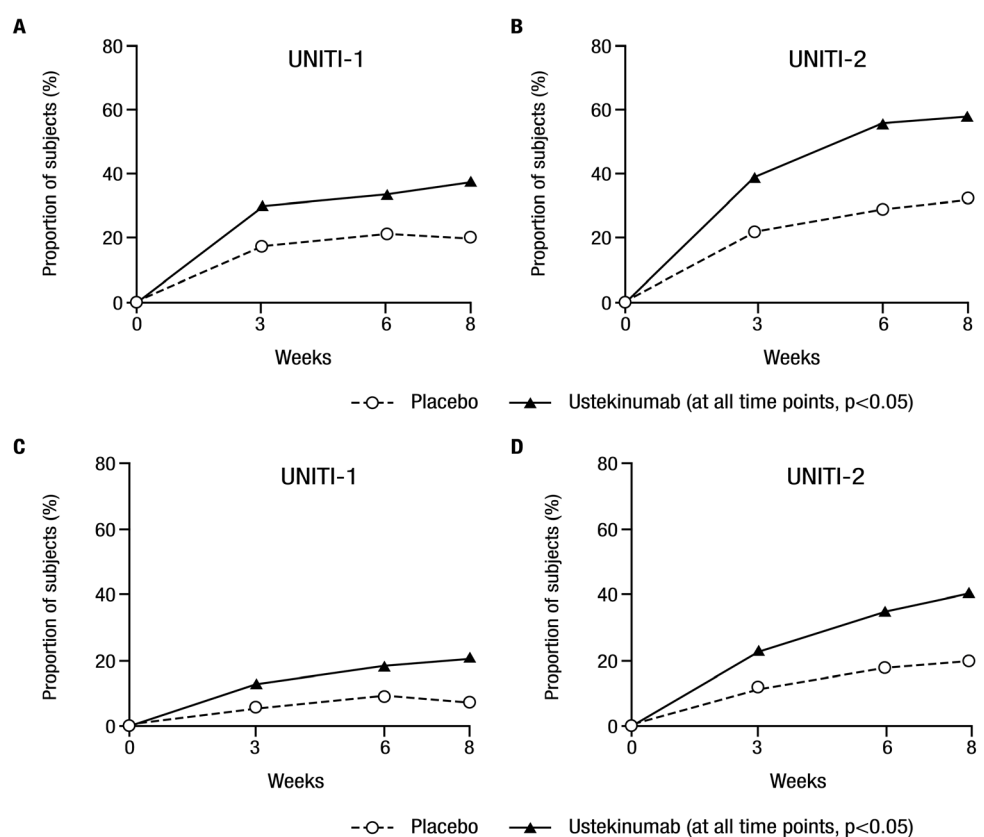 A
UNITI-1
Proportion of subjects (%)
80
60
40
20
0
0 3 6 8
Weeks
B
UNITI-2
Proportion of subjects (%)
80
60
40
20
0
0 3 6 8
Weeks
Placebo Ustekinumab (at all time points, p<0.05)
C
UNITI-1
Proportion of subjects (%)
80
60
40
20
0
0 3 6 8
Weeks
D
UNITI-2
Proportion of subjects (%)
80
60
40
20
0
0 3 6 8
Weeks
Placebo Ustekinumab (at all time points, p<0.05)